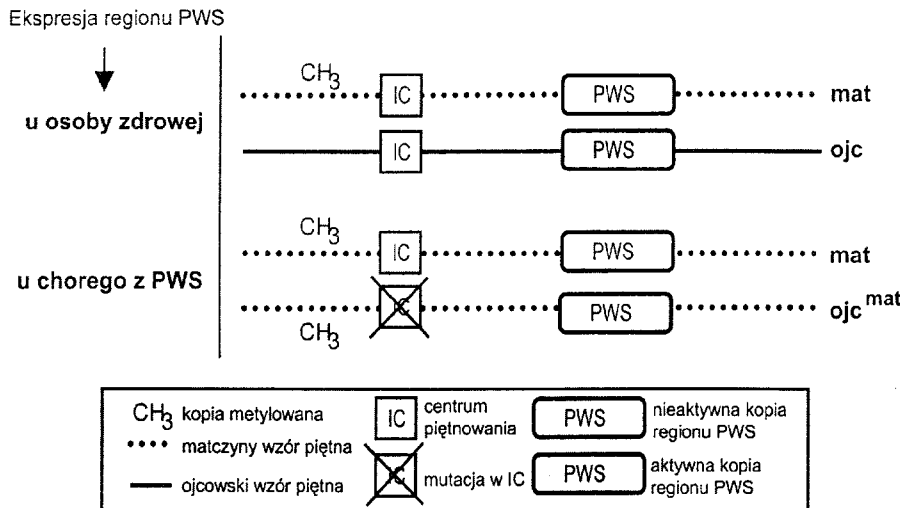 Ekspresja regionu PWS
u osoby zdrowej
CH3
IC
PWS
mat
IC
PWS
ojc
u chorego z PWS
CH3
IC
PWS
mat
CH3
IC
PWS
ojc mat
CH3 kopia metylowana
matczyny wzór piętna
ojcowski wzór piętna
IC centrum
piętnowania
IC mutacja w IC
PWS nieaktywna kopia
regionu PWS
PWS aktywna kopia
regionu PWS